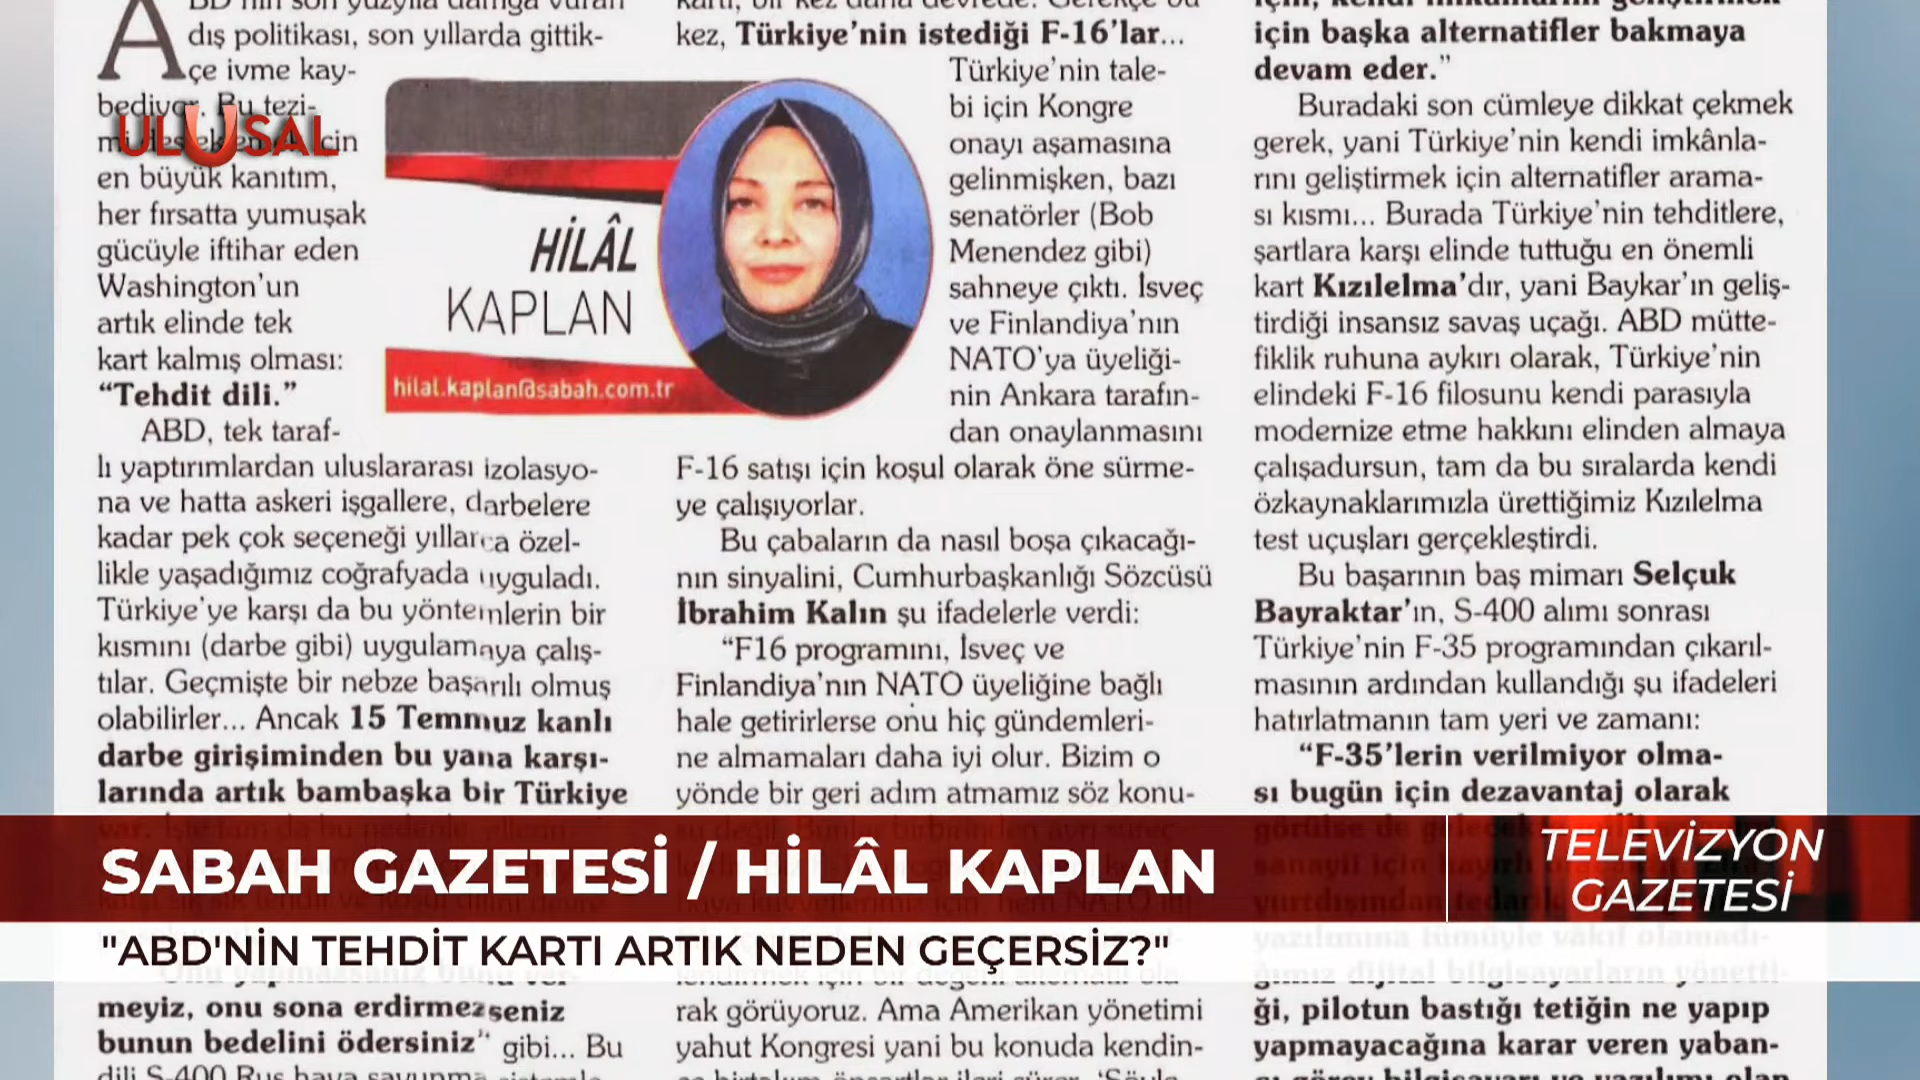 dış politikası, son yıllarda gittik-
A
çe ivme kay-
bediyor. Bu tezi-
ULUSAL
en büyük kanıtım,
her fırsatta yumuşak
gücüyle iftihar eden
Washington'un
artık elinde tek
kart kalmış olması:
“Tehdit dili.”
ABD, tek taraf-
lı yaptırımlardan uluslararası izolasyo-
na ve hatta askeri işgallere, darbelere
kadar pek çok seçeneği yıllarca özel-
likle yaşadığımız coğrafyada uyguladı.
Türkiye'ye karşı da bu yöntemlerin bir
kısmını (darbe gibi) uygulamaya çalış-
tılar. Geçmişte bir nebze başarılı olmuş
olabilirler... Ancak 15 Temmuz kanlı
darbe girişiminden bu yana karşı-
larında artık bambaşka bir Türkiye
meyiz, onu sona erdirmezseniz
bunun bedelini ödersiniz" gibi... Bu
dili S-400 Rus hava savunma
HİLÂL
KAPLAN
hilal.kaplan@sabah.com.tr
kez, Türkiye'nin istediği F-16'lar...
Türkiye'nin tale-
bi için Kongre
onayı aşamasına
gelinmişken, bazı
senatörler (Bob
Menendez gibi)
sahneye çıktı. İsveç
ve Finlandiya'nın
NATO'ya üyeliği-
nin Ankara tarafın-
dan onaylanmasını
F-16 satışı için koşul olarak öne sürme-
ye çalışıyorlar.
Bu çabaların da nasıl boşa çıkacağı-
nın sinyalini, Cumhurbaşkanlığı Sözcüsü
İbrahim Kalın şu ifadelerle verdi:
“F16 programını, İsveç ve
Finlandiya'nın NATO üyeliğine bağlı
hale getirirlerse onu hiç gündemleri-
ne almamaları daha iyi olur. Bizim o
yönde bir geri adım atmamız söz konu-
rak görüyoruz. Ama Amerikan yönetimi
yahut Kongresi yani bu konuda kendin-
için başka alternatifler bakmaya
devam eder.”
Buradaki son cümleye dikkat çekmek
gerek, yani Türkiye'nin kendi imkânla-
rını geliştirmek için alternatifler arama-
sı kısmı... Burada Türkiye'nin tehditlere,
şartlara karşı elinde tuttuğu en önemli
kart Kızılelma'dır, yani Baykar'ın geliş-
tirdiği insansız savaş uçağı. ABD mütte-
fiklik ruhuna aykırı olarak, Türkiye'nin
elindeki F-16 filosunu kendi parasıyla
modernize etme hakkını elinden almaya
çalışadursun, tam da bu sıralarda kendi
özkaynaklarımızla ürettiğimiz Kızılelma
test uçuşları gerçekleştirdi.
Bu başarının baş mimarı Selçuk
Bayraktar'ın, S-400 alımı sonrası
Türkiye'nin F-35 programından çıkarıl-
masının ardından kullandığı şu ifadeleri
hatırlatmanın tam yeri ve zamanı:
“F-35'lerin verilmiyor olma-
sı bugün için dezavantaj olarak
ği, pilotun bastığı tetiğin ne yapıp
yapmayacağına karar veren yaban-
SABAH GAZETESİ / HİLÂL KAPLAN
"ABD'NİN TEHDİT KARTI ARTIK NEDEN GEÇERSİZ?"
TELEVİZYON
GAZETESİ